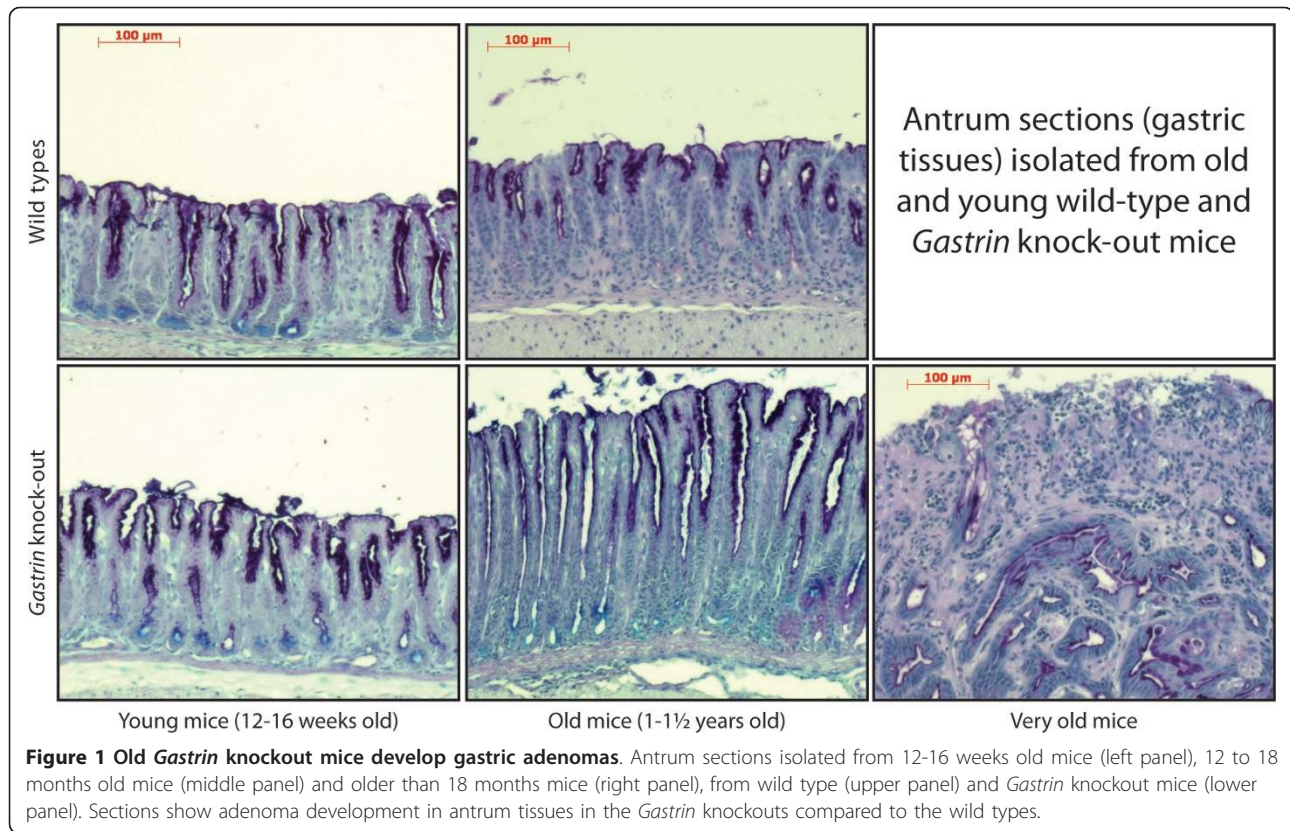 100 µm
100 µm
Wild types
Antrum sections (gastric
tissues) isolated from old
and young wild-type and
Gastrin knock-out mice
100 µm
Gastrin knock-out
Young mice (12-16 weeks old)
Old mice (1-1½ years old)
Very old mice
Figure 1 Old Gastrin knockout mice develop gastric adenomas. Antrum sections isolated from 12-16 weeks old mice (left panel), 12 to 18
months old mice (middle panel) and older than 18 months mice (right panel), from wild type (upper panel) and Gastrin knockout mice (lower
panel). Sections show adenoma development in antrum tissues in the Gastrin knockouts compared to the wild types.